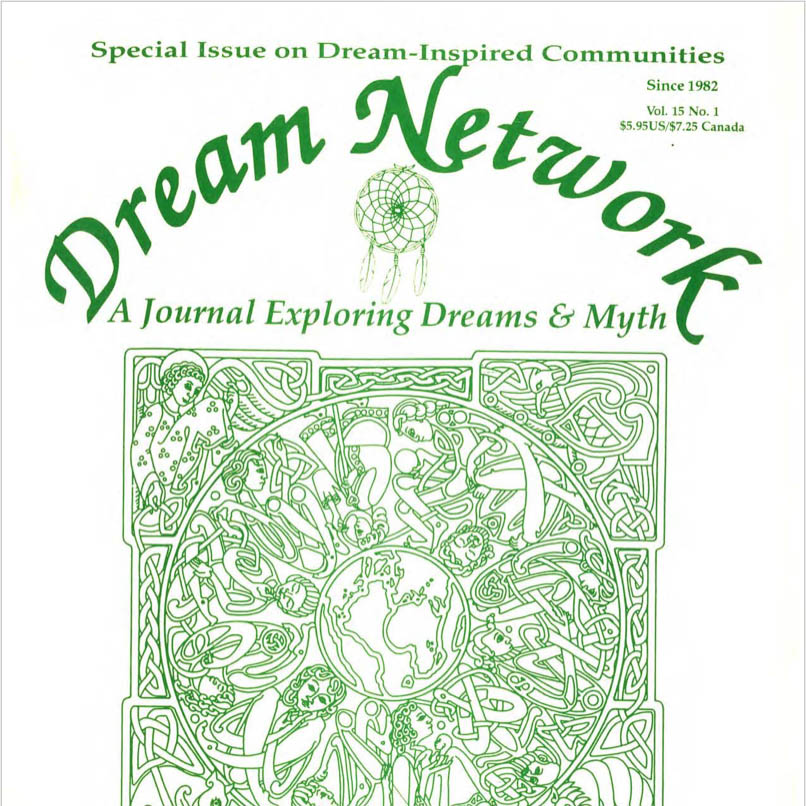 Special Issue on Dream-Inspired Communities
Since 1982
Vol. 15 No. 1
$5.95US/$7.25 Canada
Dream Network
A Journal Exploring Dreams & Myth